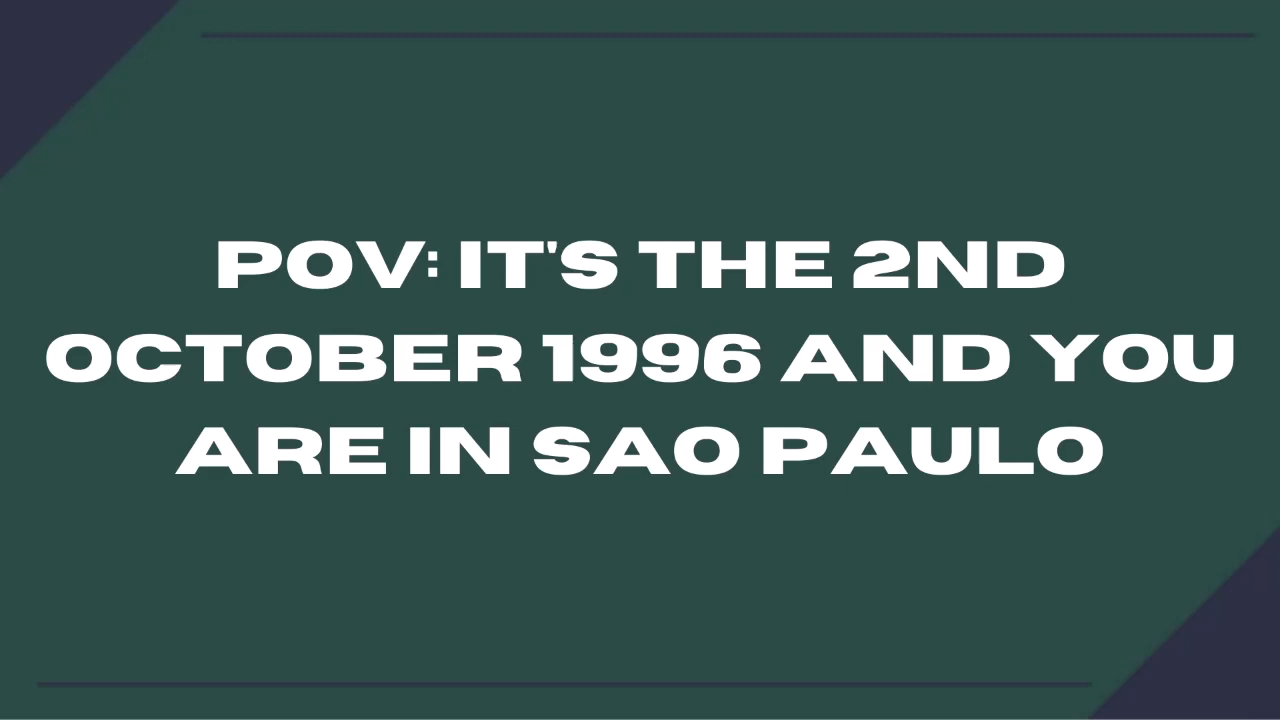 POV: IT'S THE 2ND
OCTOBER 1996 AND YOU
ARE IN SAO PAULO